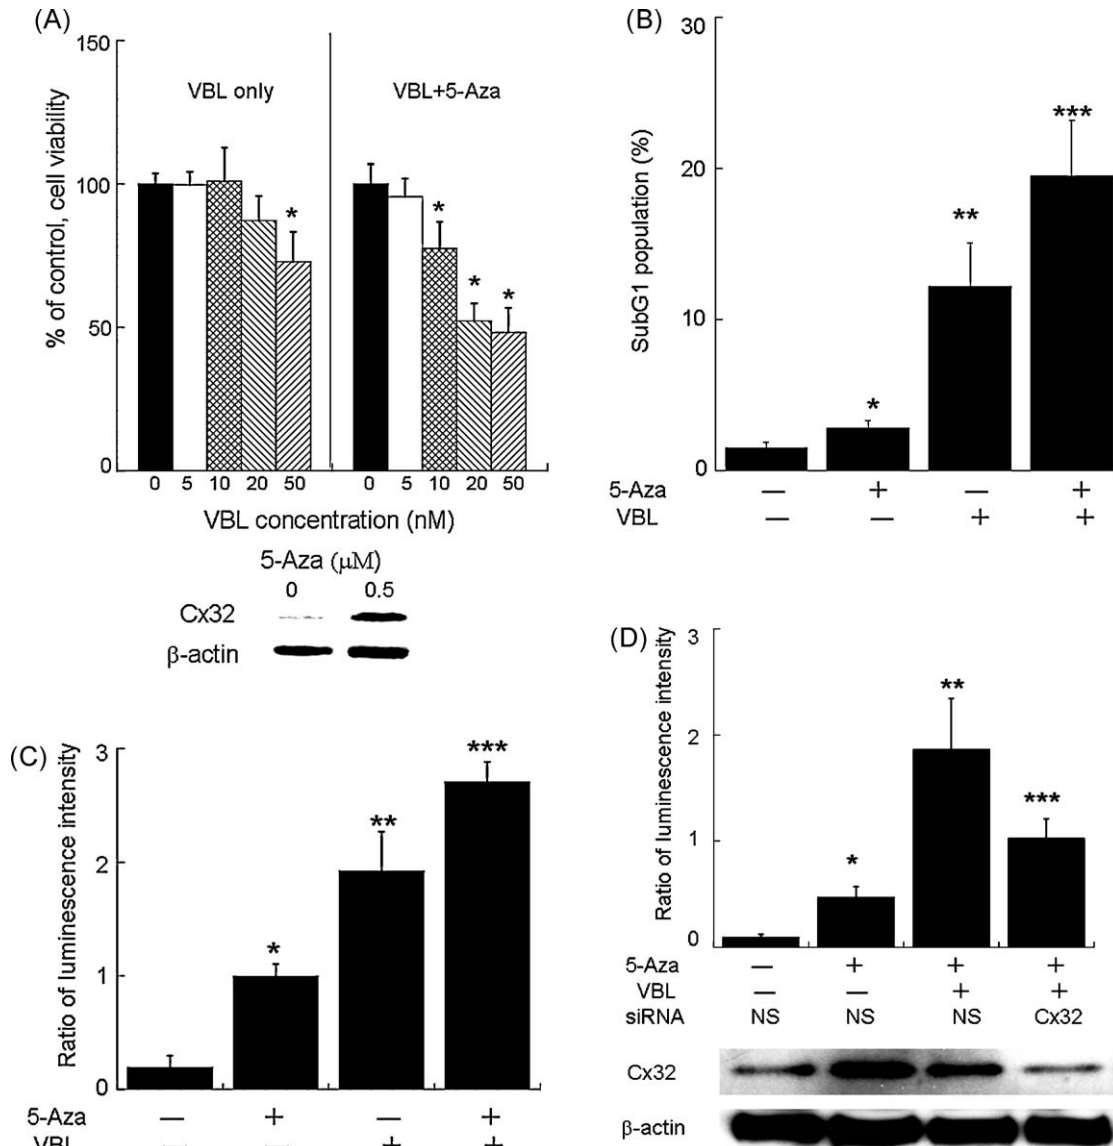 (A)
% of control, cell viability
150
100
50
0
VBL only
VBL+5-Aza
*
*
*
*
0 5 10 20 50 0 5 10 20 50
VBL concentration (nM)
5-Aza (μM)
0 0.5
Cx32
β-actin
(B)
SubG1 population (%)
30
20
10
0
*
**
***
5-Aza — + — +
VBL — — + +
(C)
Ratio of luminescence intensity
3
2
1
0
*
**
***
5-Aza — + — +
VBL — — + +
(D)
Ratio of luminescence intensity
3
2
1
0
*
**
***
5-Aza — + + +
VBL — — + +
siRNA NS NS NS Cx32
Cx32
β-actin